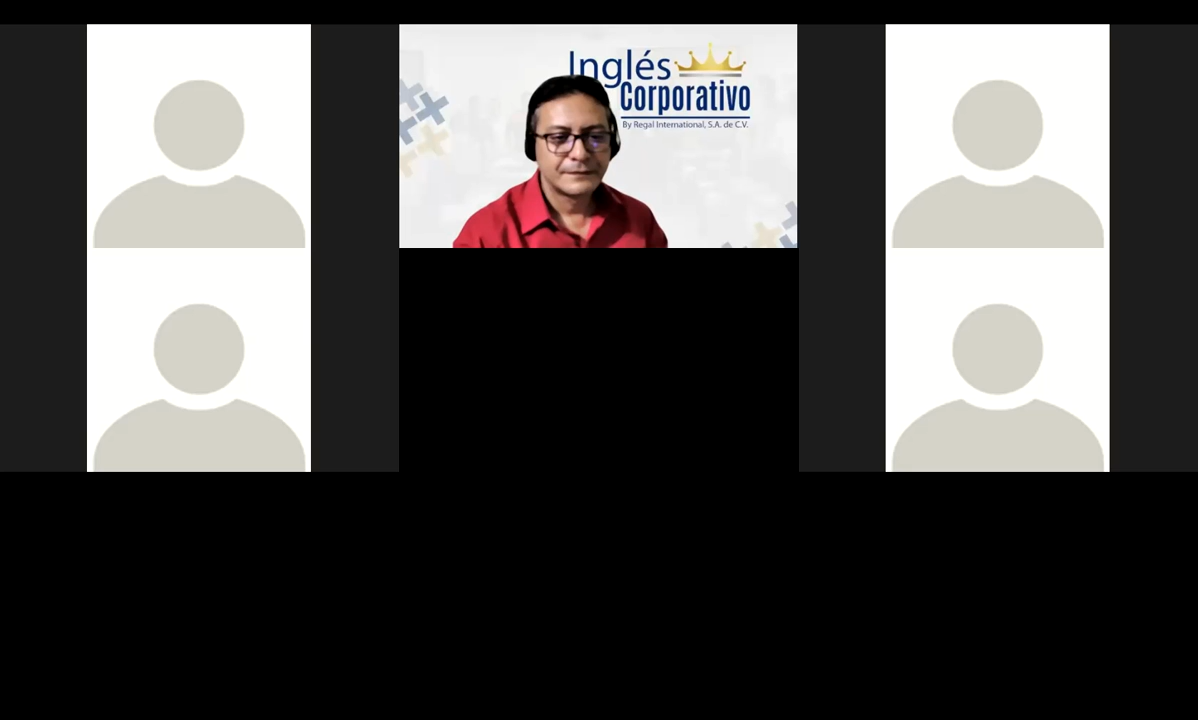 Inglés
Corporativo
By Regal International, S.A. de C.V.